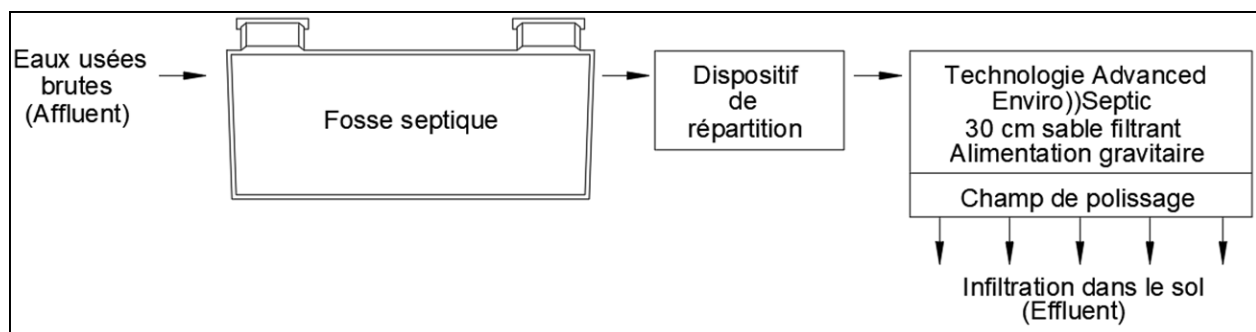 Eaux usées
brutes
(Affluent)
Fosse septique
Dispositif
de
répartition
Technologie Advanced
Enviro))Septic
30 cm sable filtrant
Alimentation gravitaire
Champ de polissage
Infiltration dans le sol
(Effluent)